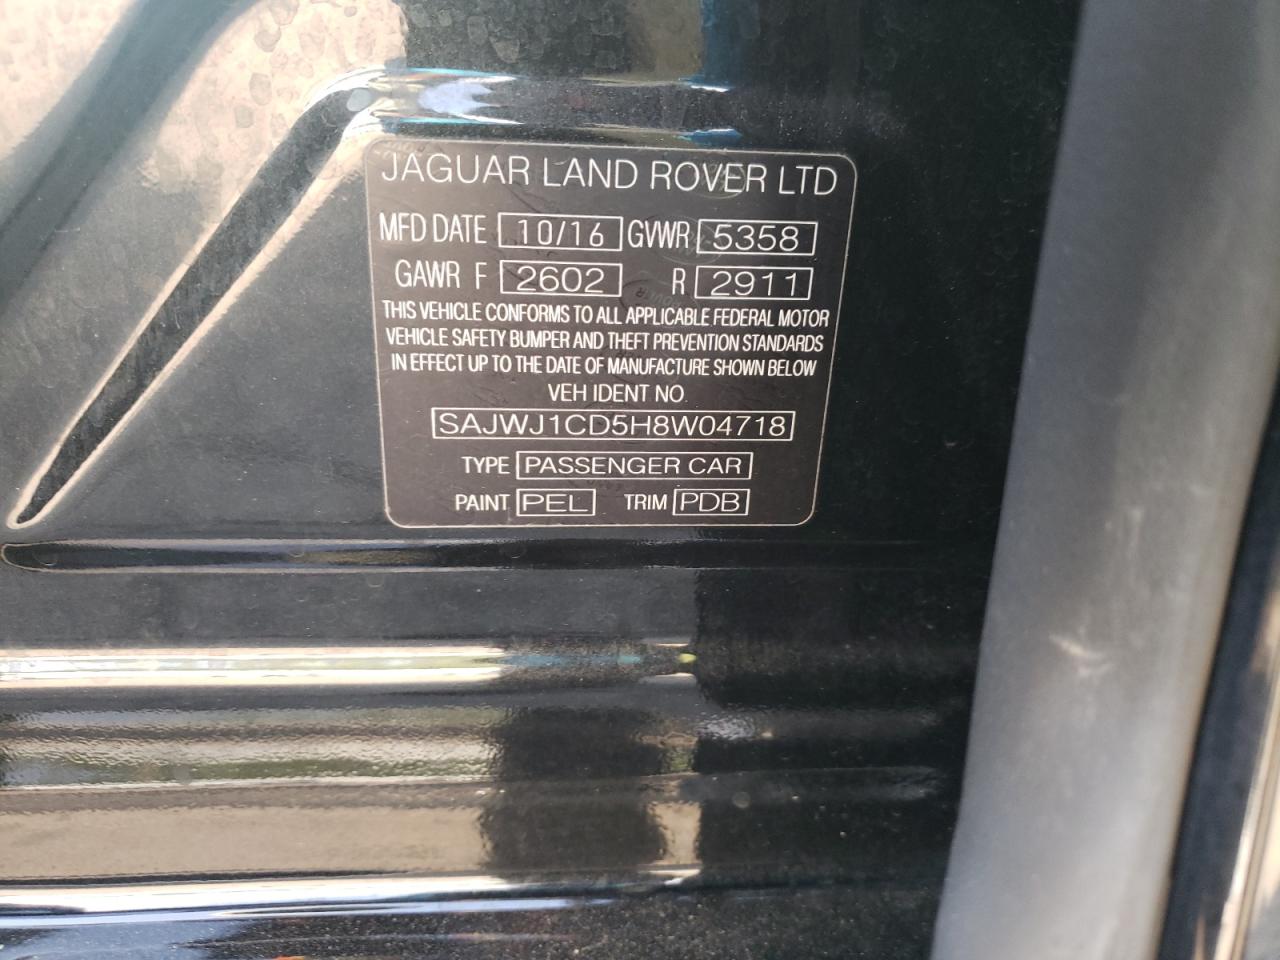 JAGUAR LAND ROVER LTD
MFD DATE 10/16 GVWR 5358
GAWR F 2602 R 2911
THIS VEHICLE CONFORMS TO ALL APPLICABLE FEDERAL MOTOR
VEHICLE SAFETY BUMPER AND THEFT PREVENTION STANDARDS
IN EFFECT UP TO THE DATE OF MANUFACTURE SHOWN BELOW
VEH IDENT NO.
SAJWJ1CD5H8W04718
TYPE PASSENGER CAR
PAINT PEL TRIM PDB